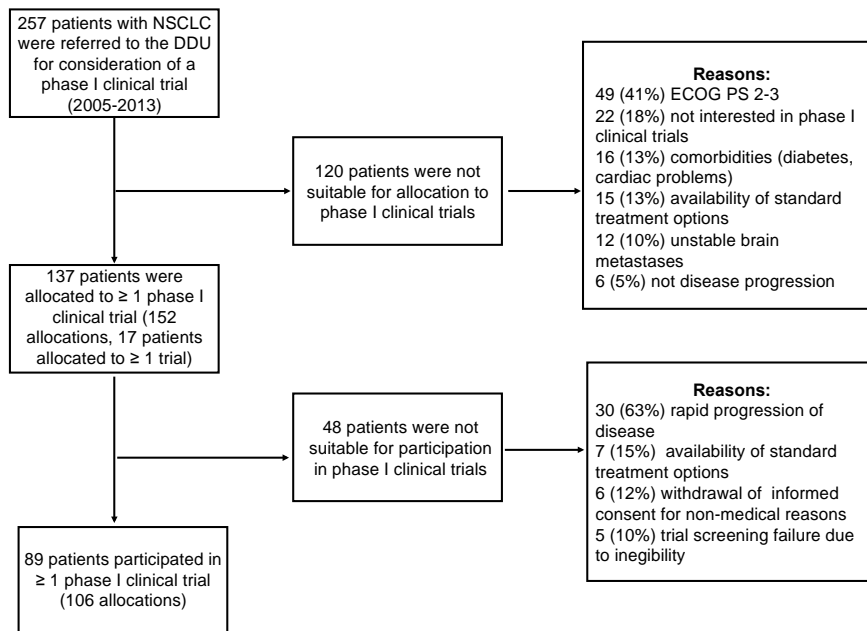 257 patients with NSCLC
were referred to the DDU
for consideration of a
phase I clinical trial
(2005-2013)
120 patients were not
suitable for allocation to
phase I clinical trials
Reasons:
49 (41%) ECOG PS 2-3
22 (18%) not interested in phase I
clinical trials
16 (13%) comorbidities (diabetes,
cardiac problems)
15 (13%) availability of standard
treatment options
12 (10%) unstable brain
metastases
6 (5%) not disease progression
137 patients were
allocated to ≥ 1 phase I
clinical trial (152
allocations, 17 patients
allocated to ≥ 1 trial)
48 patients were not
suitable for participation
in phase I clinical trials
Reasons:
30 (63%) rapid progression of
disease
7 (15%) availability of standard
treatment options
6 (12%) withdrawal of informed
consent for non-medical reasons
5 (10%) trial screening failure due
to inegibility
89 patients participated in
≥ 1 phase I clinical trial
(106 allocations)